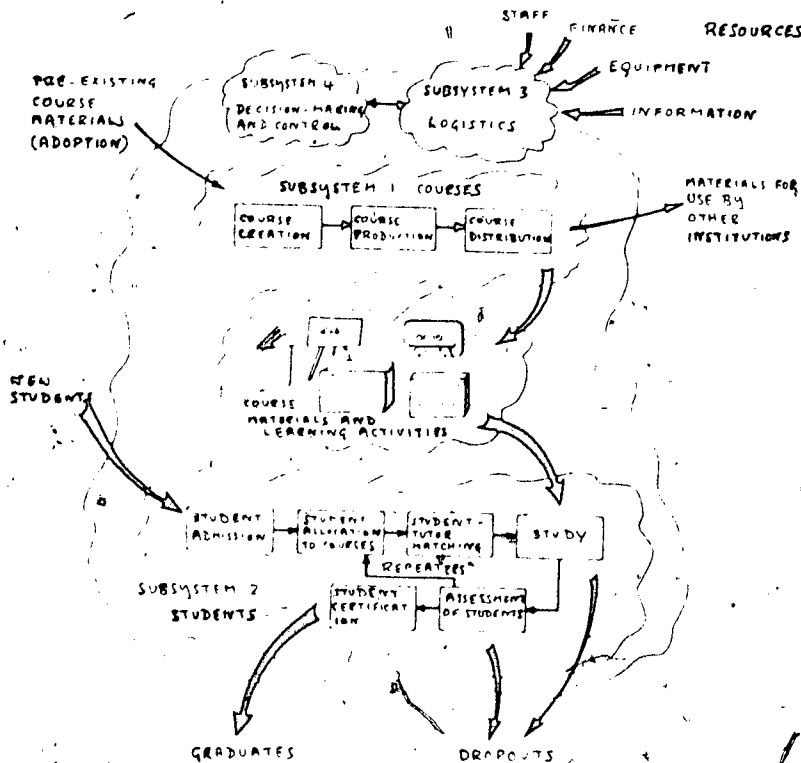 STAFF
FINANCE
RESOURCES
EQUIPMENT
INFORMATION
SUBSYSTEM 4
DECISION-MAKING
AND CONTROL
SUBSYSTEM 3
LOGISTICS
PRE-EXISTING
COURSE
MATERIALS
(ADOPTION)
SUBSYSTEM 1 COURSES
COURSE
CREATION
COURSE
PRODUCTION
COURSE
DISTRIBUTION
MATERIALS FOR
USE BY
OTHER
INSTITUTIONS
COURSE
MATERIALS AND
LEARNING ACTIVITIES
NEW
STUDENTS
STUDENT
ADMISSION
STUDENT
ALLOCATION
TO COURSES
STUDENT-
TUTOR
MATCHING
STUDY
"REPEATERS"
SUBSYSTEM 2
STUDENTS
STUDENT
CERTIFICAT
ION
ASSESSMENT
OF STUDENTS
GRADUATES
DROPOUTS